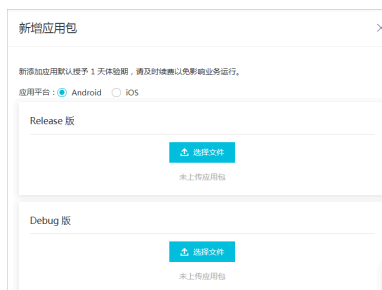 新增应用包
新添加应用默认授予 1 天体验期，请及时续费以免影响业务运行。
应用平台： Android iOS
Release 版
选择文件
未上传应用包
Debug 版
选择文件
未上传应用包